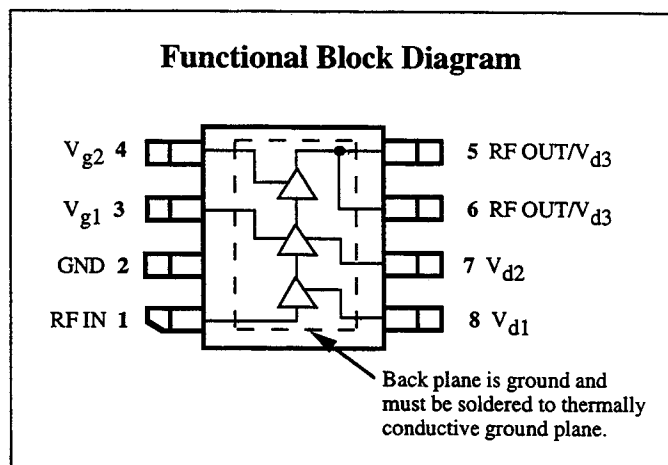 Functional Block Diagram
Vg2 4
5 RF OUT/Vd3
Vg1 3
6 RF OUT/Vd3
GND 2
7 Vd2
RF IN 1
8 Vd1
Back plane is ground and
must be soldered to thermally
conductive ground plane.